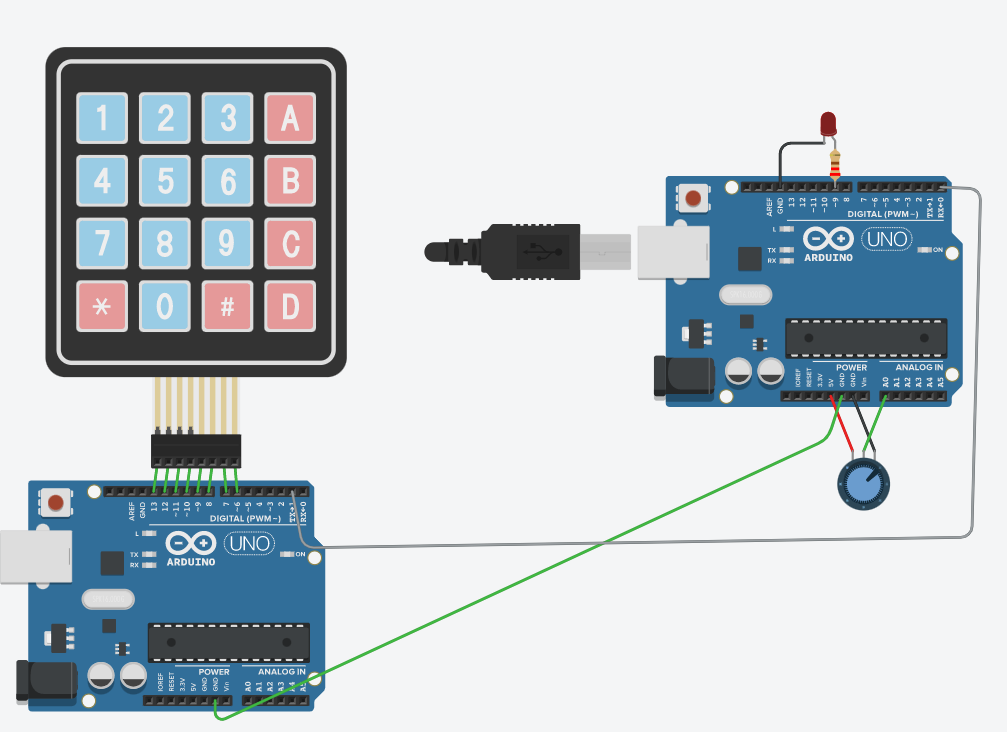 1 2 3 A
4 5 6 B
7 8 9 C
* 0 # D
AREF
GND
13
12
~11
~10
~9
8
7
~6
~5
4
~3
2
TX→1
RX←0
DIGITAL (PWM~)
L
TX
RX
UNO
ON
ARDUINO
POWER
ANALOG IN
IOREF
RESET
3.3V
5V
GND
GND
Vin
A0
A1
A2
A3
A4
A5
AREF
GND
13
12
~11
~10
~9
8
7
~6
~5
4
~3
2
TX→1
RX←0
DIGITAL (PWM~)
L
TX
RX
UNO
ON
ARDUINO
POWER
ANALOG IN
IOREF
RESET
3.3V
5V
GND
GND
Vin
A0
A1
A2
A3
A4